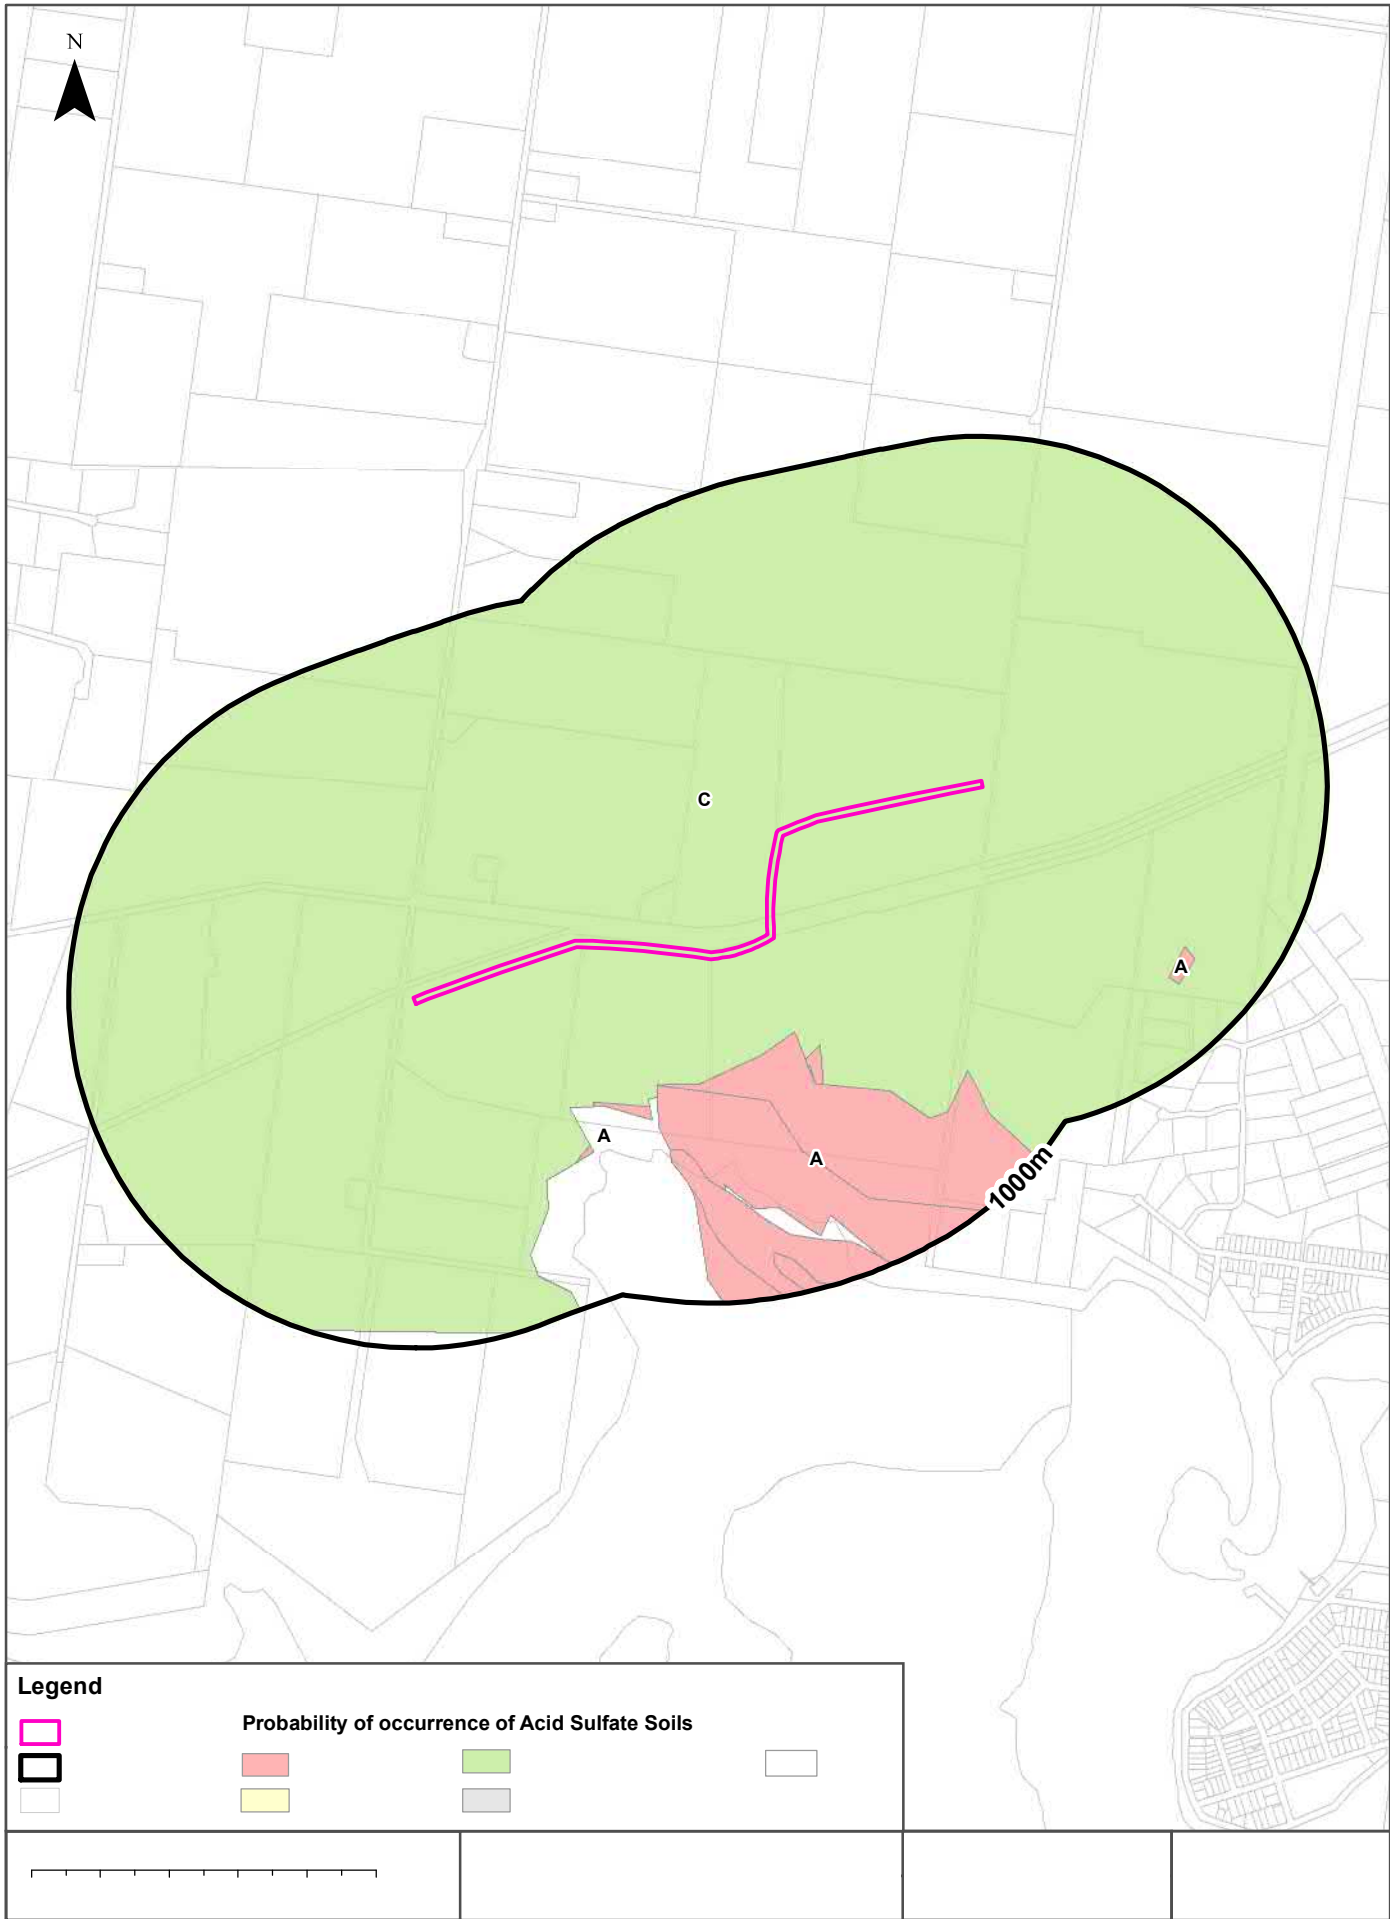 N
C
A
A
A
1000m
Legend
Probability of occurrence of Acid Sulfate Soils